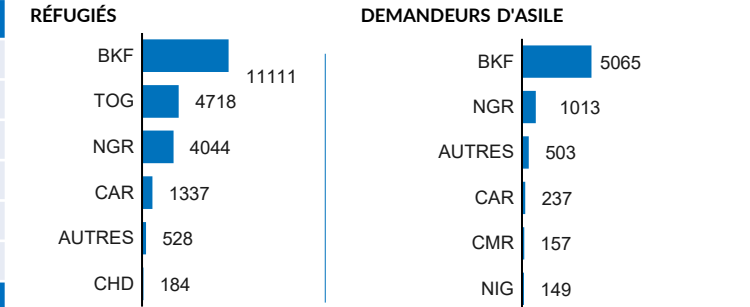 RÉFUGIÉS
BKF 11111
TOG 4718
NGR 4044
CAR 1337
AUTRES 528
CHD 184
DEMANDEURS D'ASILE
BKF 5065
NGR 1013
AUTRES 503
CAR 237
CMR 157
NIG 149